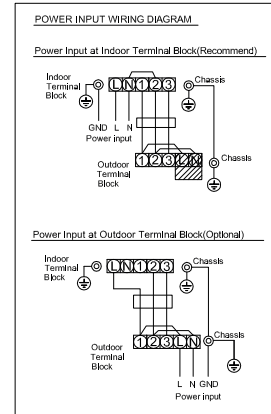 POWER INPUT WIRING DIAGRAM
Power Input at Indoor Terminal Block(Recommend)
Indoor Terminal Block
L N 1 2 3
Chassis
GND L N
Power input
Outdoor Terminal Block
1 2 3 L N
Chassis
Power Input at Outdoor Terminal Block(Optional)
Indoor Terminal Block
L N 1 2 3
Chassis
Outdoor Terminal Block
1 2 3 L N
Chassis
L N GND
Power input